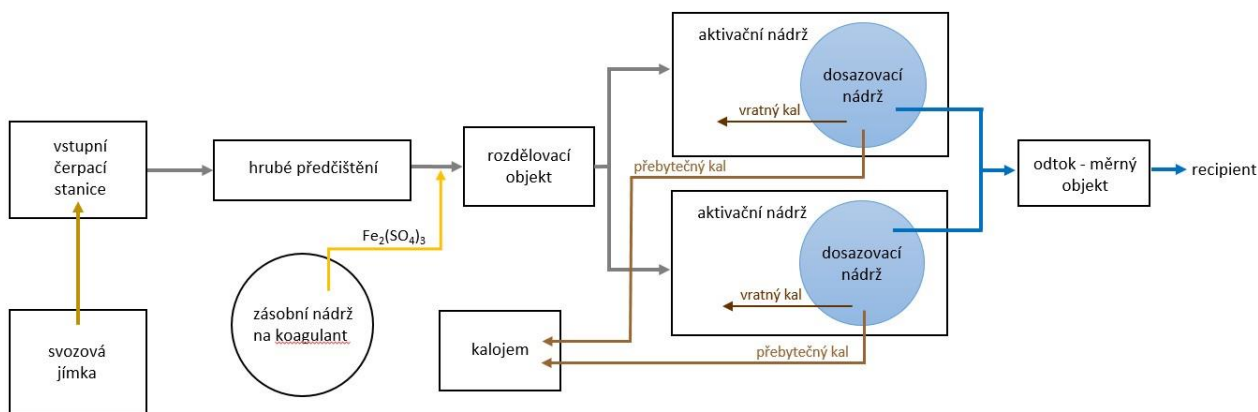 vstupní
čerpací
stanice
hrubé předčištění
rozdělovací
objekt
aktivační nádrž
dosazovací
nádrž
vratný kal
přebytečný kal
aktivační nádrž
dosazovací
nádrž
vratný kal
přebytečný kal
odtok - měrný
objekt
recipient
Fe₂(SO₄)₃
zásobní nádrž
na koagulant
svozová
jímka
kalojem